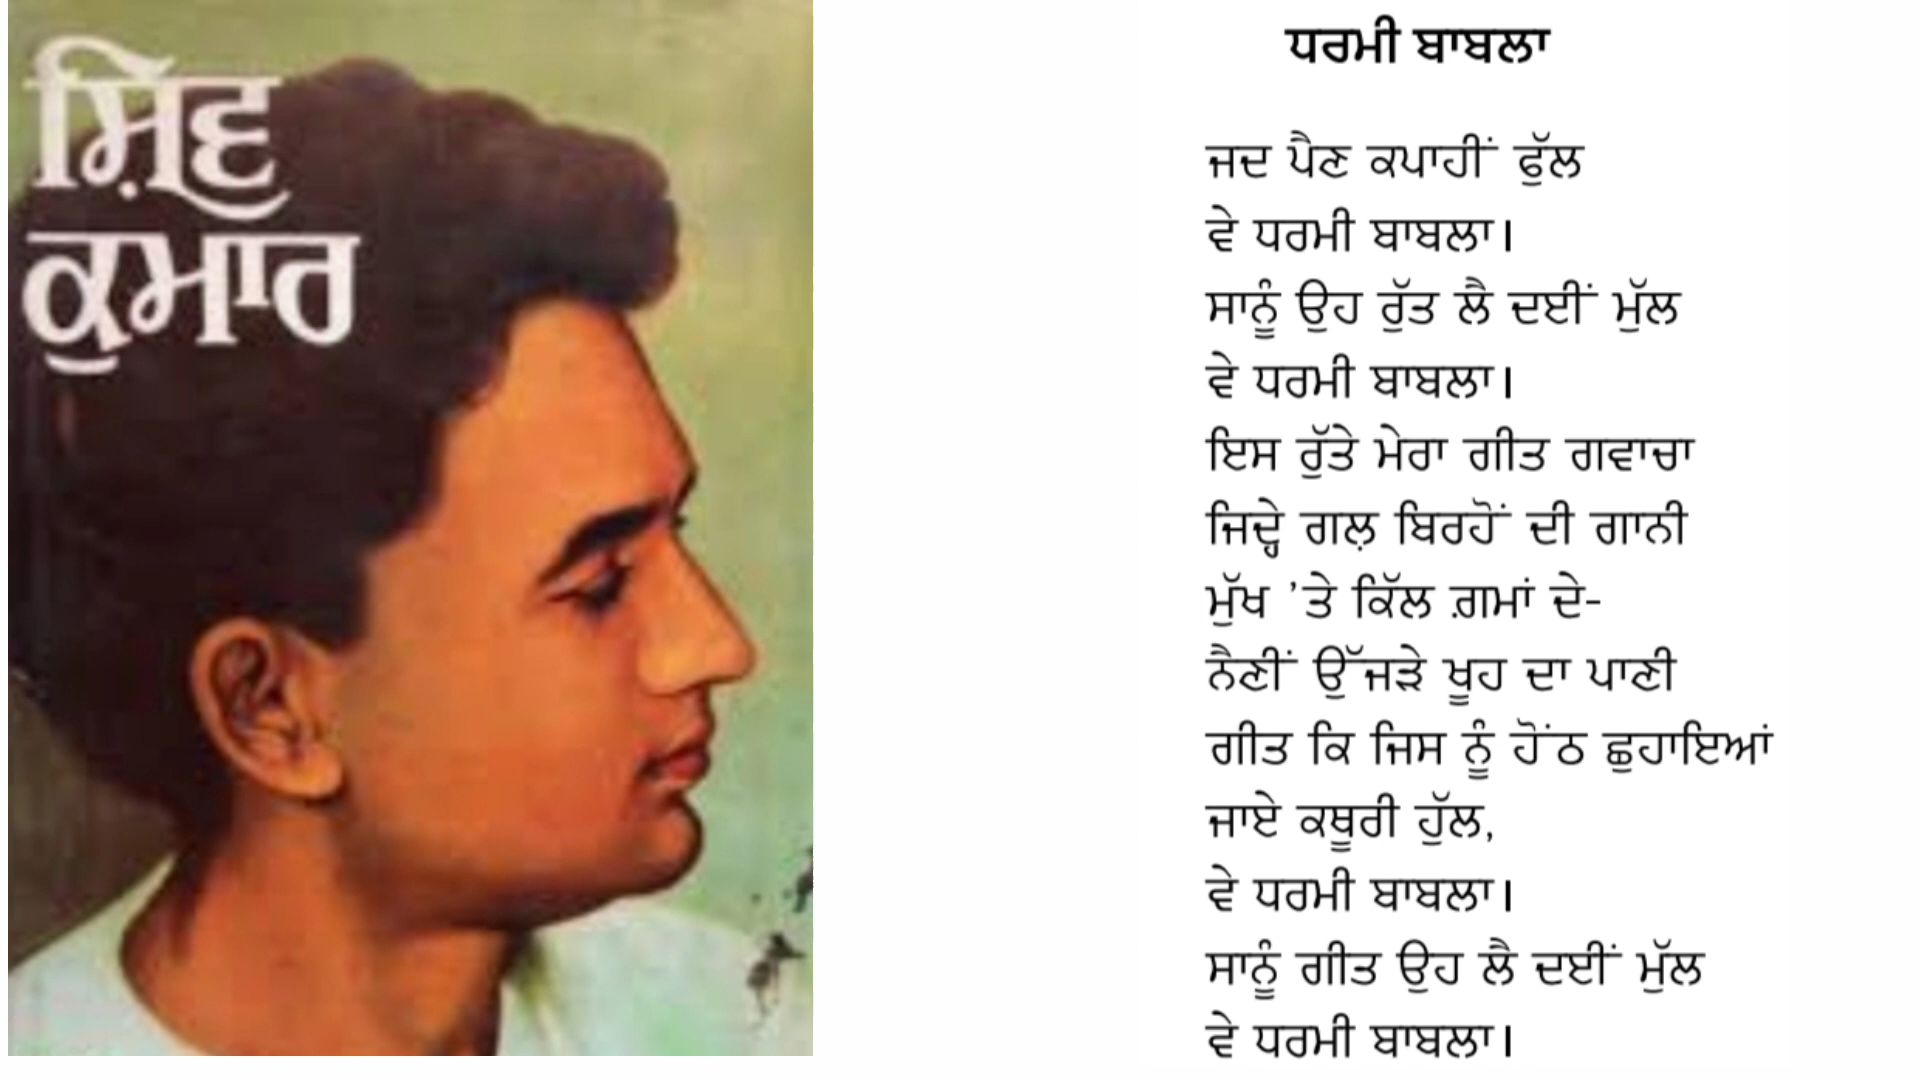 ਸ਼ਿਵ
ਕੁਮਾਰ
ਧਰਮੀ ਬਾਬਲਾ
ਜਦ ਪੈਣ ਕਪਾਹੀਂ ਫੁੱਲ
ਵੇ ਧਰਮੀ ਬਾਬਲਾ।
ਸਾਨੂੰ ਉਹ ਰੁੱਤ ਲੈ ਦਈਂ ਮੁੱਲ
ਵੇ ਧਰਮੀ ਬਾਬਲਾ।
ਇਸ ਰੁੱਤੇ ਮੇਰਾ ਗੀਤ ਗਵਾਚਾ
ਜਿਦ੍ਹੇ ਗਲ਼ ਬਿਰਹੋਂ ਦੀ ਗਾਨੀ
ਮੁੱਖ 'ਤੇ ਕਿੱਲ ਗ਼ਮਾਂ ਦੇ-
ਨੈਣੀਂ ਉੱਜੜੇ ਖੂਹ ਦਾ ਪਾਣੀ
ਗੀਤ ਕਿ ਜਿਸ ਨੂੰ ਹੋਂਠ ਛੁਹਾਇਆਂ
ਜਾਏ ਕਥੂਰੀ ਹੁੱਲ,
ਵੇ ਧਰਮੀ ਬਾਬਲਾ।
ਸਾਨੂੰ ਗੀਤ ਉਹ ਲੈ ਦਈਂ ਮੁੱਲ
ਵੇ ਧਰਮੀ ਬਾਬਲਾ।